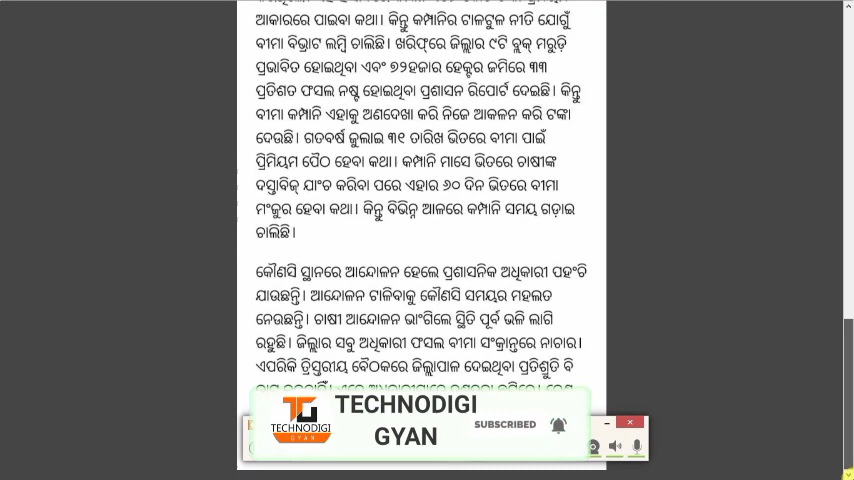 ଆକାରରେ ପାଇବା କଥା। କିନ୍ତୁ କମ୍ପାନିର ଟାଳଟୁଳ ନୀତି ଯୋଗୁଁ
ବୀମା ବିଭ୍ରାଟ ଲମ୍ବି ଚାଲିଛି। ଖରିଫ୍‌ରେ ଜିଲ୍ଲାର ୯ଟି ବ୍ଲକ୍ ମରୁଡ଼ି
ପ୍ରଭାବିତ ହୋଇଥିବା ଏବଂ ୭୨ହଜାର ହେକ୍ଟର ଜମିରେ ୩୩
ପ୍ରତିଶତ ଫସଲ ନଷ୍ଟ ହୋଇଥିବା ପ୍ରଶାସନ ରିପୋର୍ଟ ଦେଇଛି। କିନ୍ତୁ
ବୀମା କମ୍ପାନି ଏହାକୁ ଅଣଦେଖା କରି ନିଜେ ଆକଳନ କରି ଟଙ୍କା
ଦେଉଛି। ଗତବର୍ଷ ଜୁଲାଇ ୩୧ ତାରିଖ ଭିତରେ ବୀମା ପାଇଁ
ପ୍ରିମିୟମ ପୈଠ ହେବା କଥା। କମ୍ପାନି ମାସେ ଭିତରେ ଚାଷୀଙ୍କ
ଦସ୍ତାବିଜ୍ ଯାଂଚ କରିବା ପରେ ଏହାର ୬୦ ଦିନ ଭିତରେ ବୀମା
ମଂଜୁର ହେବା କଥା। କିନ୍ତୁ ବିଭିନ୍ନ ଆଳରେ କମ୍ପାନି ସମୟ ଗଡ଼ାଇ
ଚାଲିଛି।
କୌଣସି ସ୍ଥାନରେ ଆନ୍ଦୋଳନ ହେଲେ ପ୍ରଶାସନିକ ଅଧିକାରୀ ପହଂଚି
ଯାଉଛନ୍ତି। ଆନ୍ଦୋଳନ ଟାଳିବାକୁ କୌଣସି ସମୟର ମହଲତ
ନେଉଛନ୍ତି। ଚାଷୀ ଆନ୍ଦୋଳନ ଭାଂଗିଲେ ସ୍ଥିତି ପୂର୍ବ ଭଳି ଲାଗି
ରହୁଛି। ଜିଲ୍ଲାର ସବୁ ଅଧିକାରୀ ଫସଲ ବୀମା ସଂକ୍ରାନ୍ତରେ ନାଚାର।
ଏପରିକି ତ୍ରିସ୍ତରୀୟ ବୈଠକରେ ଜିଲ୍ଲାପାଳ ଦେଇଥିବା ପ୍ରତିଶ୍ରୁତି ବି
TECHNODIGI
GYAN
SUBSCRIBED
TECHNODIGI
GYAN